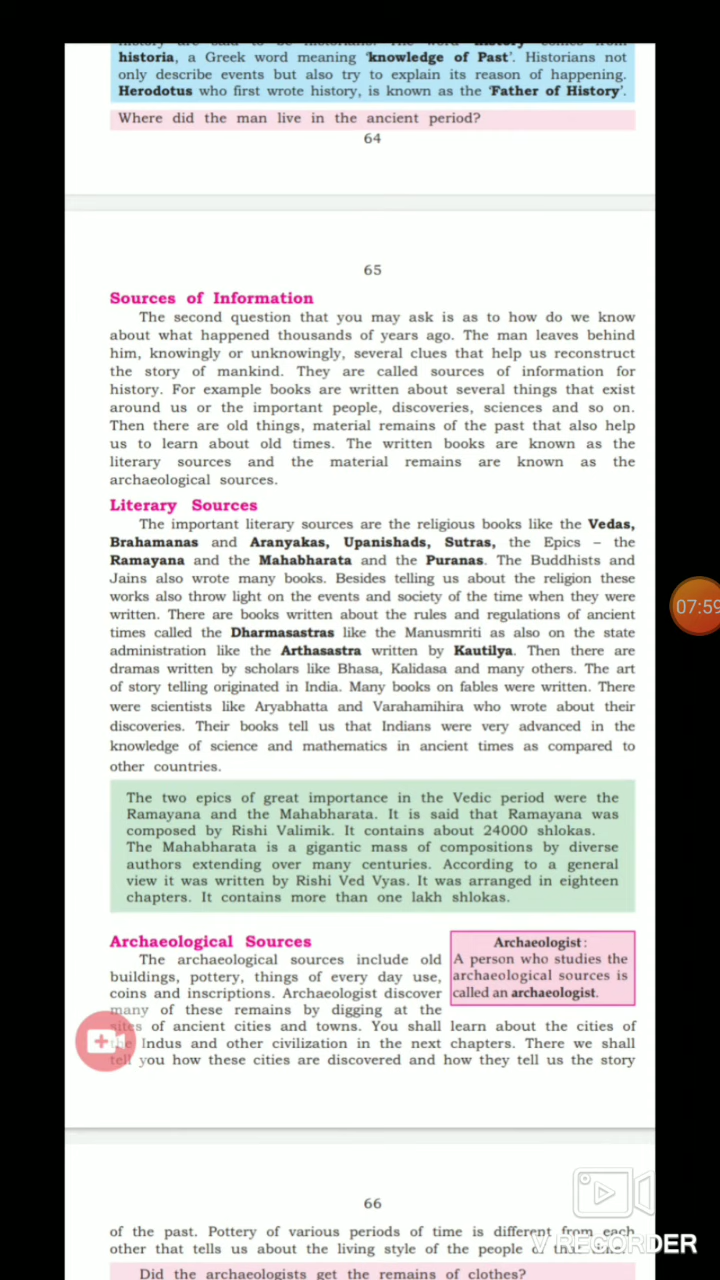 historia, a Greek word meaning 'knowledge of Past'. Historians not
only describe events but also try to explain its reason of happening.
Herodotus who first wrote history, is known as the 'Father of History'.
Where did the man live in the ancient period?
64
65
Sources of Information
The second question that you may ask is as to how do we know
about what happened thousands of years ago. The man leaves behind
him, knowingly or unknowingly, several clues that help us reconstruct
the story of mankind. They are called sources of information for
history. For example books are written about several things that exist
around us or the important people, discoveries, sciences and so on.
Then there are old things, material remains of the past that also help
us to learn about old times. The written books are known as the
literary sources and the material remains are known as the
archaeological sources.
Literary Sources
The important literary sources are the religious books like the Vedas,
Brahamanas and Aranyakas, Upanishads, Sutras, the Epics – the
Ramayana and the Mahabharata and the Puranas. The Buddhists and
Jains also wrote many books. Besides telling us about the religion these
works also throw light on the events and society of the time when they were
written. There are books written about the rules and regulations of ancient
times called the Dharmasastras like the Manusmriti as also on the state
administration like the Arthasastra written by Kautilya. Then there are
dramas written by scholars like Bhasa, Kalidasa and many others. The art
of story telling originated in India. Many books on fables were written. There
were scientists like Aryabhatta and Varahamihira who wrote about their
discoveries. Their books tell us that Indians were very advanced in the
knowledge of science and mathematics in ancient times as compared to
other countries.
The two epics of great importance in the Vedic period were the
Ramayana and the Mahabharata. It is said that Ramayana was
composed by Rishi Valimik. It contains about 24000 shlokas.
The Mahabharata is a gigantic mass of compositions by diverse
authors extending over many centuries. According to a general
view it was written by Rishi Ved Vyas. It was arranged in eighteen
chapters. It contains more than one lakh shlokas.
Archaeological Sources
The archaeological sources include old
buildings, pottery, things of every day use,
coins and inscriptions. Archaeologist discover
many of these remains by digging at the
Archaeologist :
A person who studies the
archaeological sources is
called an archaeologist.
sites of ancient cities and towns. You shall learn about the cities of
the Indus and other civilization in the next chapters. There we shall
tell you how these cities are discovered and how they tell us the story
66
of the past. Pottery of various periods of time is different from each
other that tells us about the living style of the people of that time.
Did the archaeologists get the remains of clothes?
07:59
V RECORDER